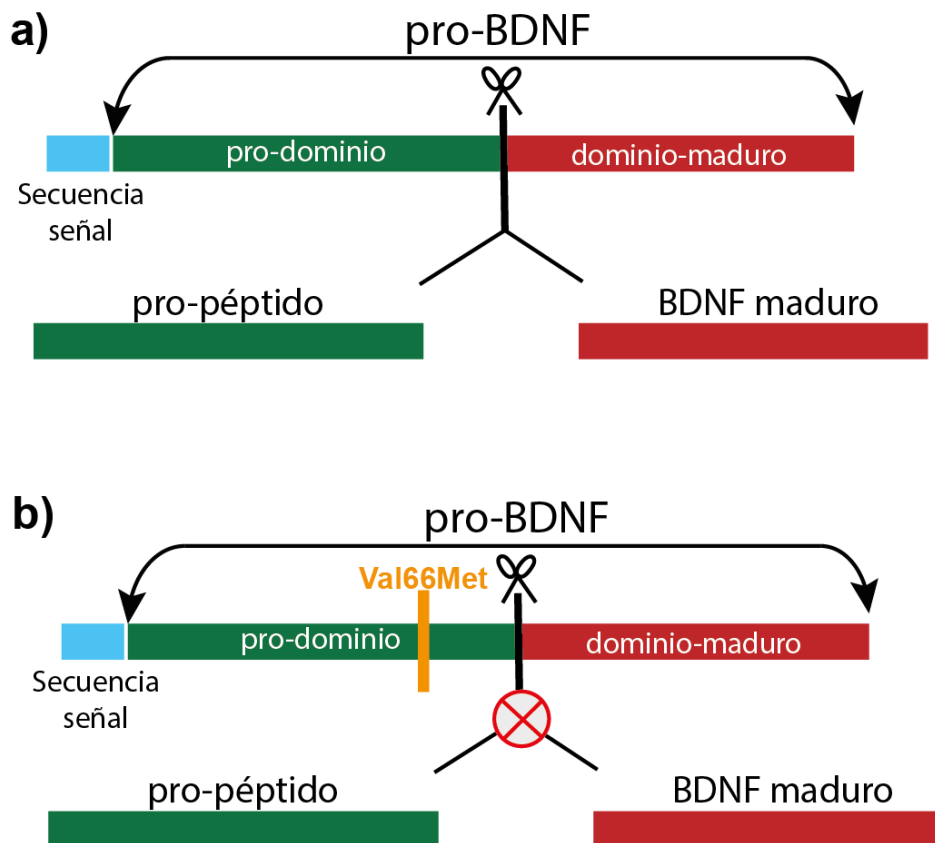 a)
pro-BDNF
pro-dominio
dominio-maduro
Secuencia
señal
pro-péptido
BDNF maduro
b)
pro-BDNF
Val66Met
pro-dominio
dominio-maduro
Secuencia
señal
pro-péptido
BDNF maduro